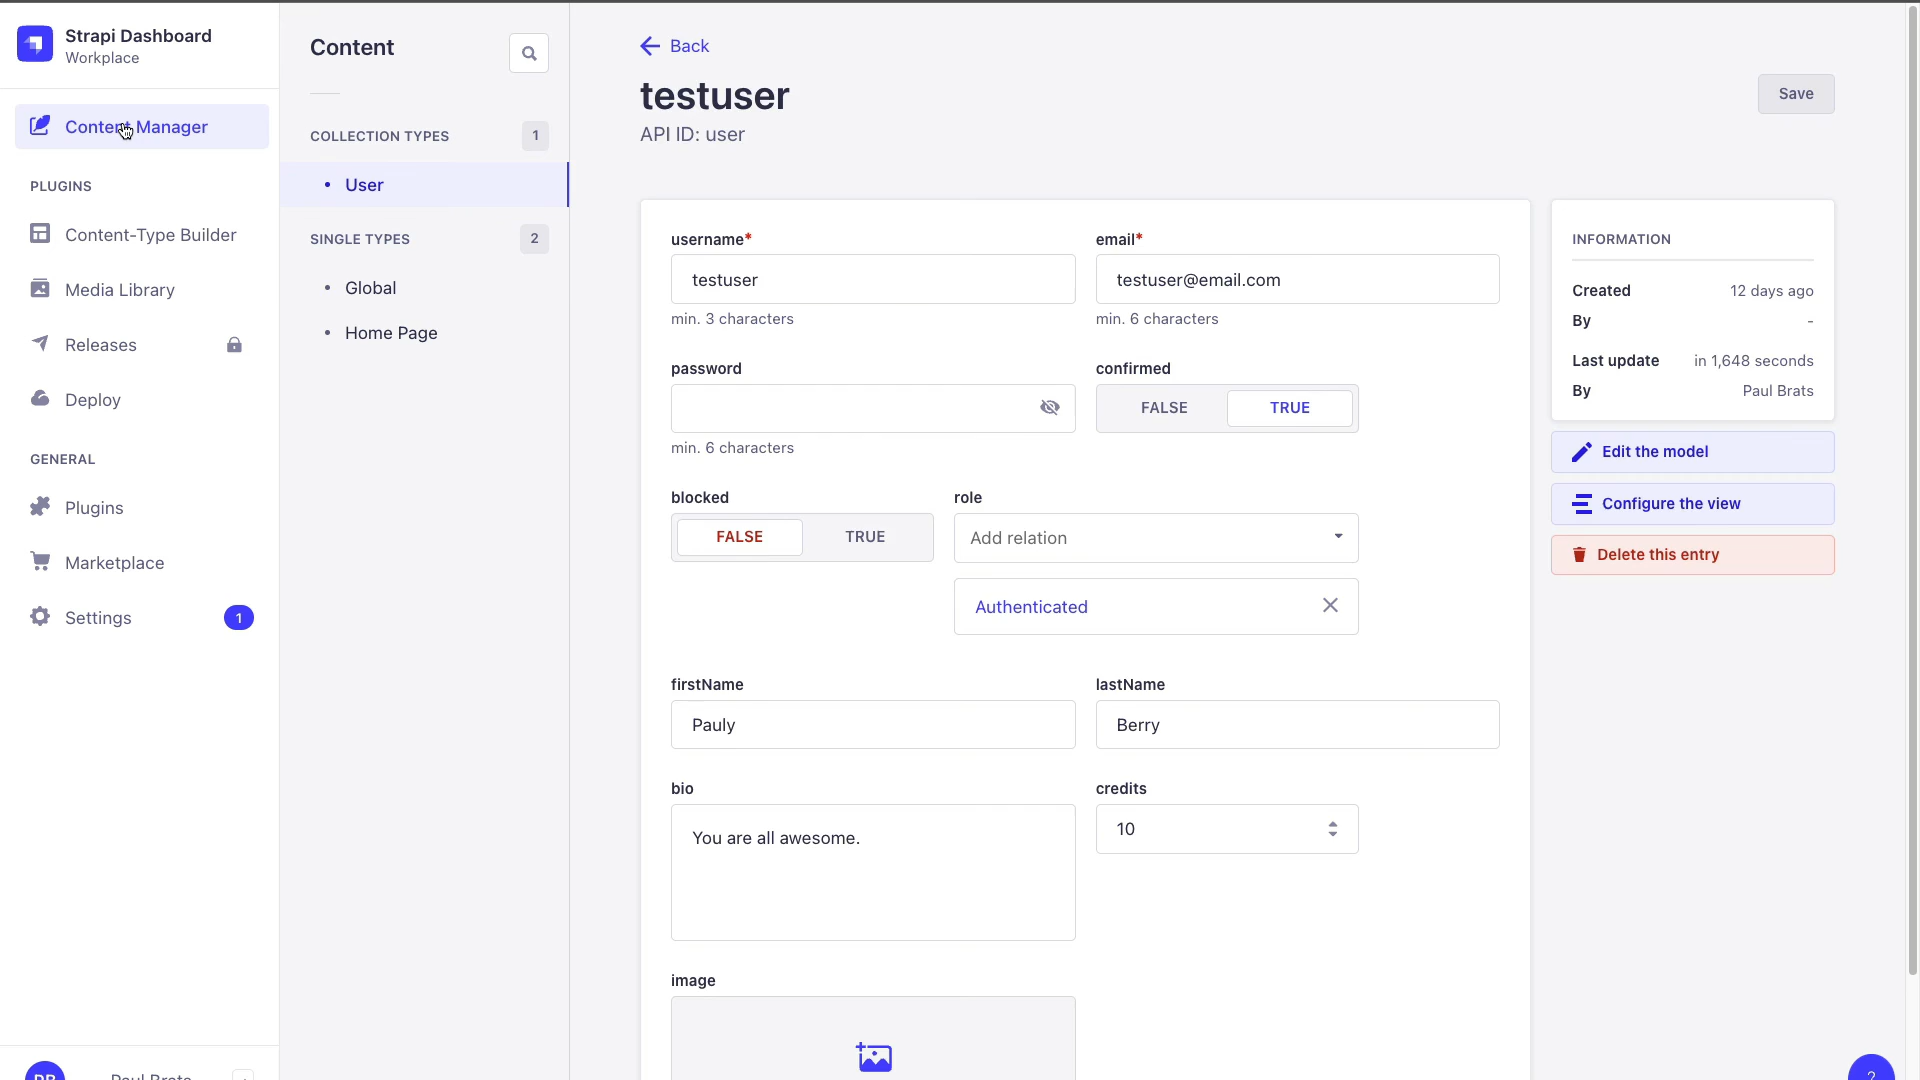 Strapi Dashboard
Workplace
Content Manager
PLUGINS
Content-Type Builder
Media Library
Releases
Deploy
GENERAL
Plugins
Marketplace
Settings
1
Content
COLLECTION TYPES
1
User
SINGLE TYPES
2
Global
Home Page
Back
testuser
API ID: user
Save
username*
email*
testuser
testuser@email.com
min. 3 characters
min. 6 characters
password
confirmed
FALSE
TRUE
min. 6 characters
blocked
role
FALSE
TRUE
Add relation
Authenticated
firstName
lastName
Pauly
Berry
bio
credits
You are all awesome.
10
image
INFORMATION
Created
12 days ago
By
-
Last update
in 1,648 seconds
By
Paul Brats
Edit the model
Configure the view
Delete this entry
Paul Brats
?